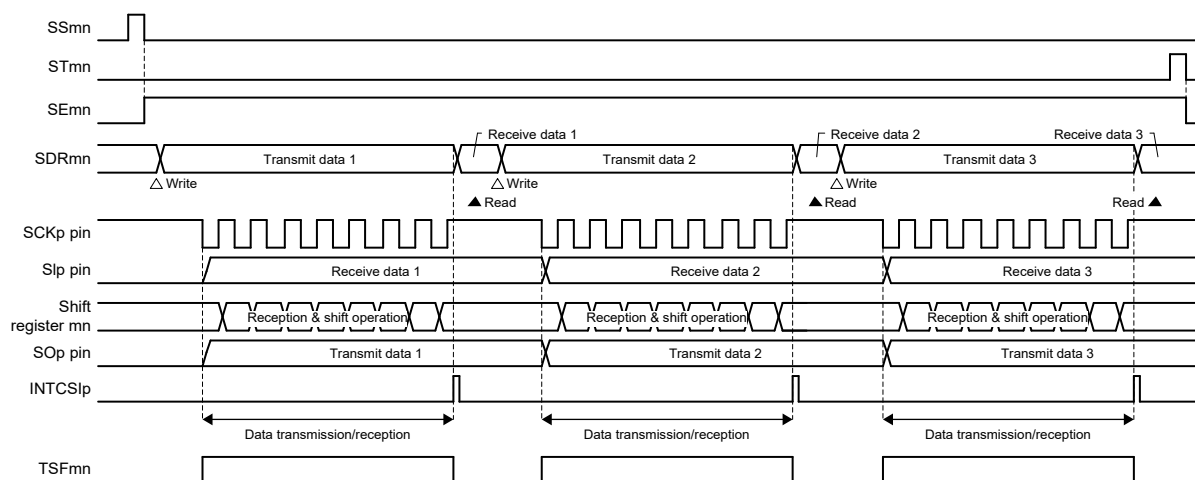 SSmn
STmn
SEmn
Receive data 1 Receive data 2 Receive data 3
SDRmn Transmit data 1 Transmit data 2 Transmit data 3
△ Write △ Write △ Write
▲ Read ▲ Read Read ▲
SCKp pin
SIp pin Receive data 1 Receive data 2 Receive data 3
Shift
register mn Reception & shift operation Reception & shift operation Reception & shift operation
SOp pin Transmit data 1 Transmit data 2 Transmit data 3
INTCSIp
Data transmission/reception Data transmission/reception Data transmission/reception
TSFmn